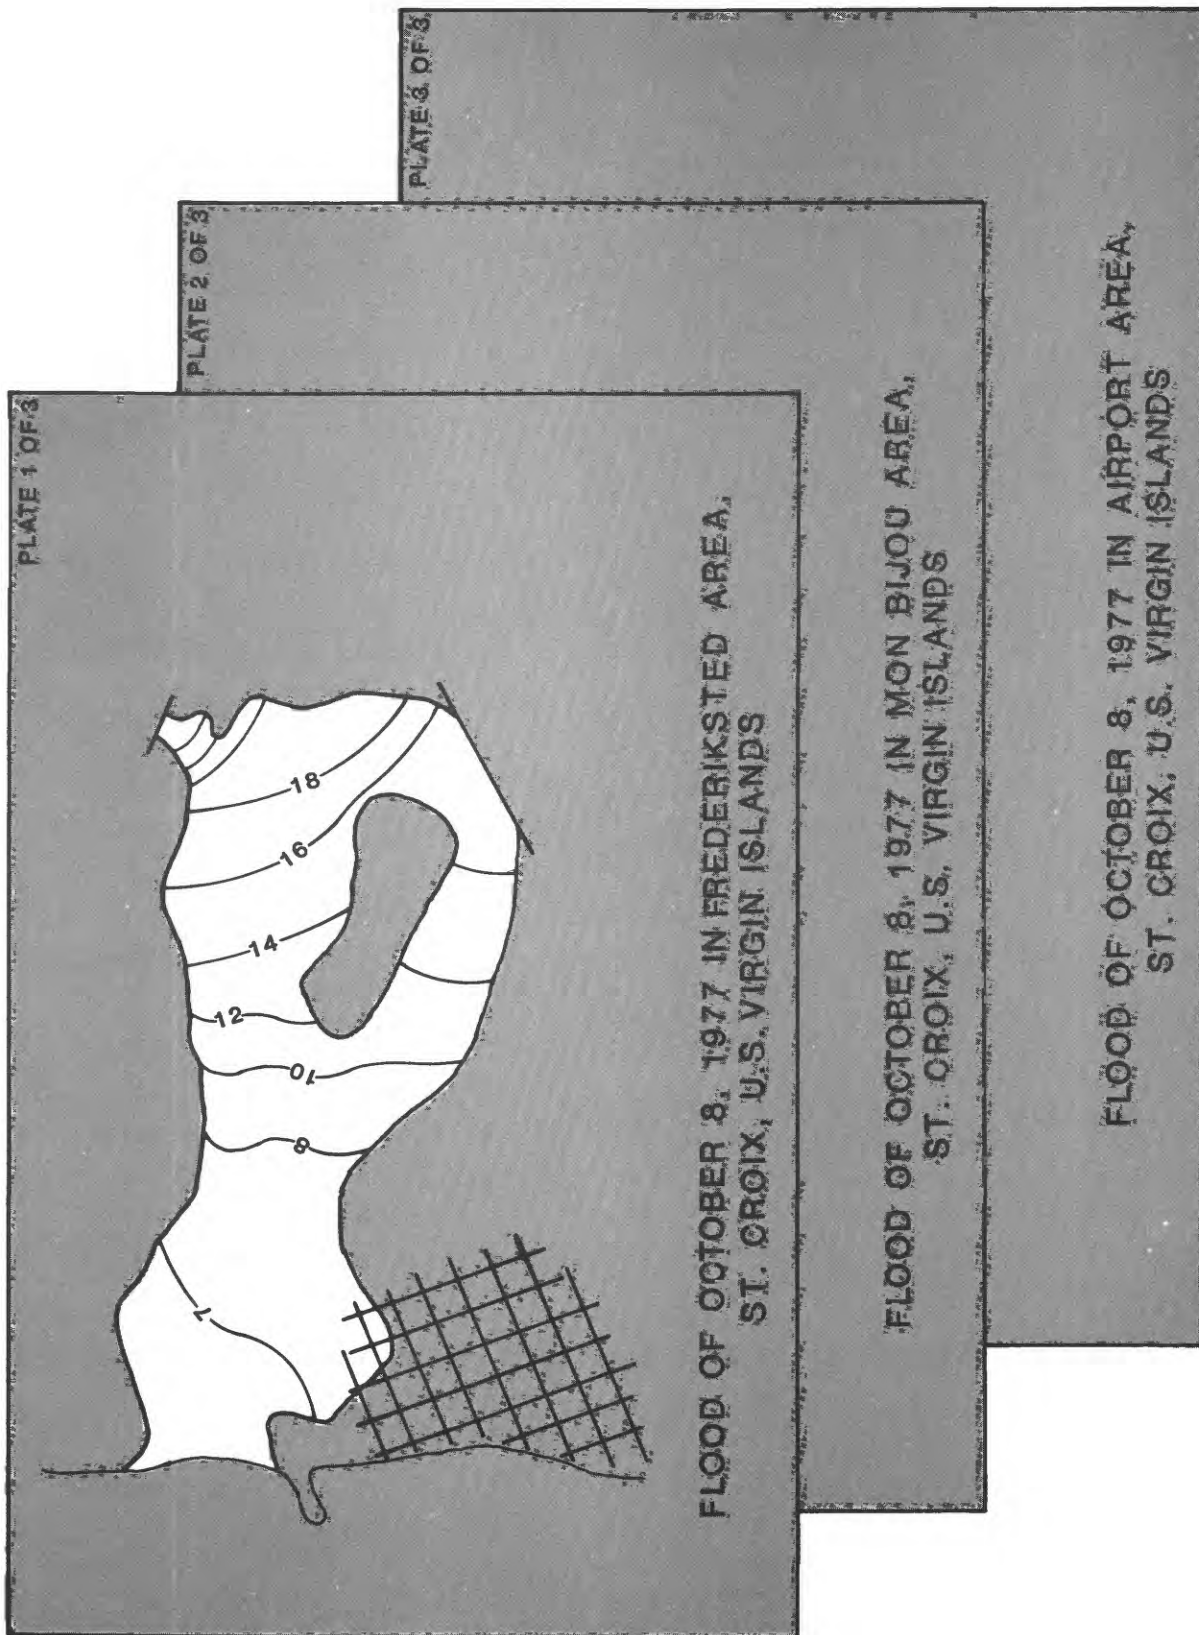 PLATE 1 OF 3
18
16
14
12
10
8
7
FLOOD OF OCTOBER 8, 1977 IN FREDERIKSTED AREA,
ST. CROIX, U.S. VIRGIN ISLANDS
PLATE 2 OF 3
FLOOD OF OCTOBER 8, 1977 IN MON BIJOU AREA,
ST. CROIX, U.S. VIRGIN ISLANDS
PLATE 3 OF 3
FLOOD OF OCTOBER 8, 1977 IN AIRPORT AREA,
ST. CROIX, U.S. VIRGIN ISLANDS